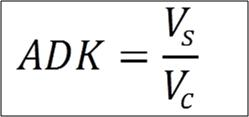 ADK = V_s / V_c